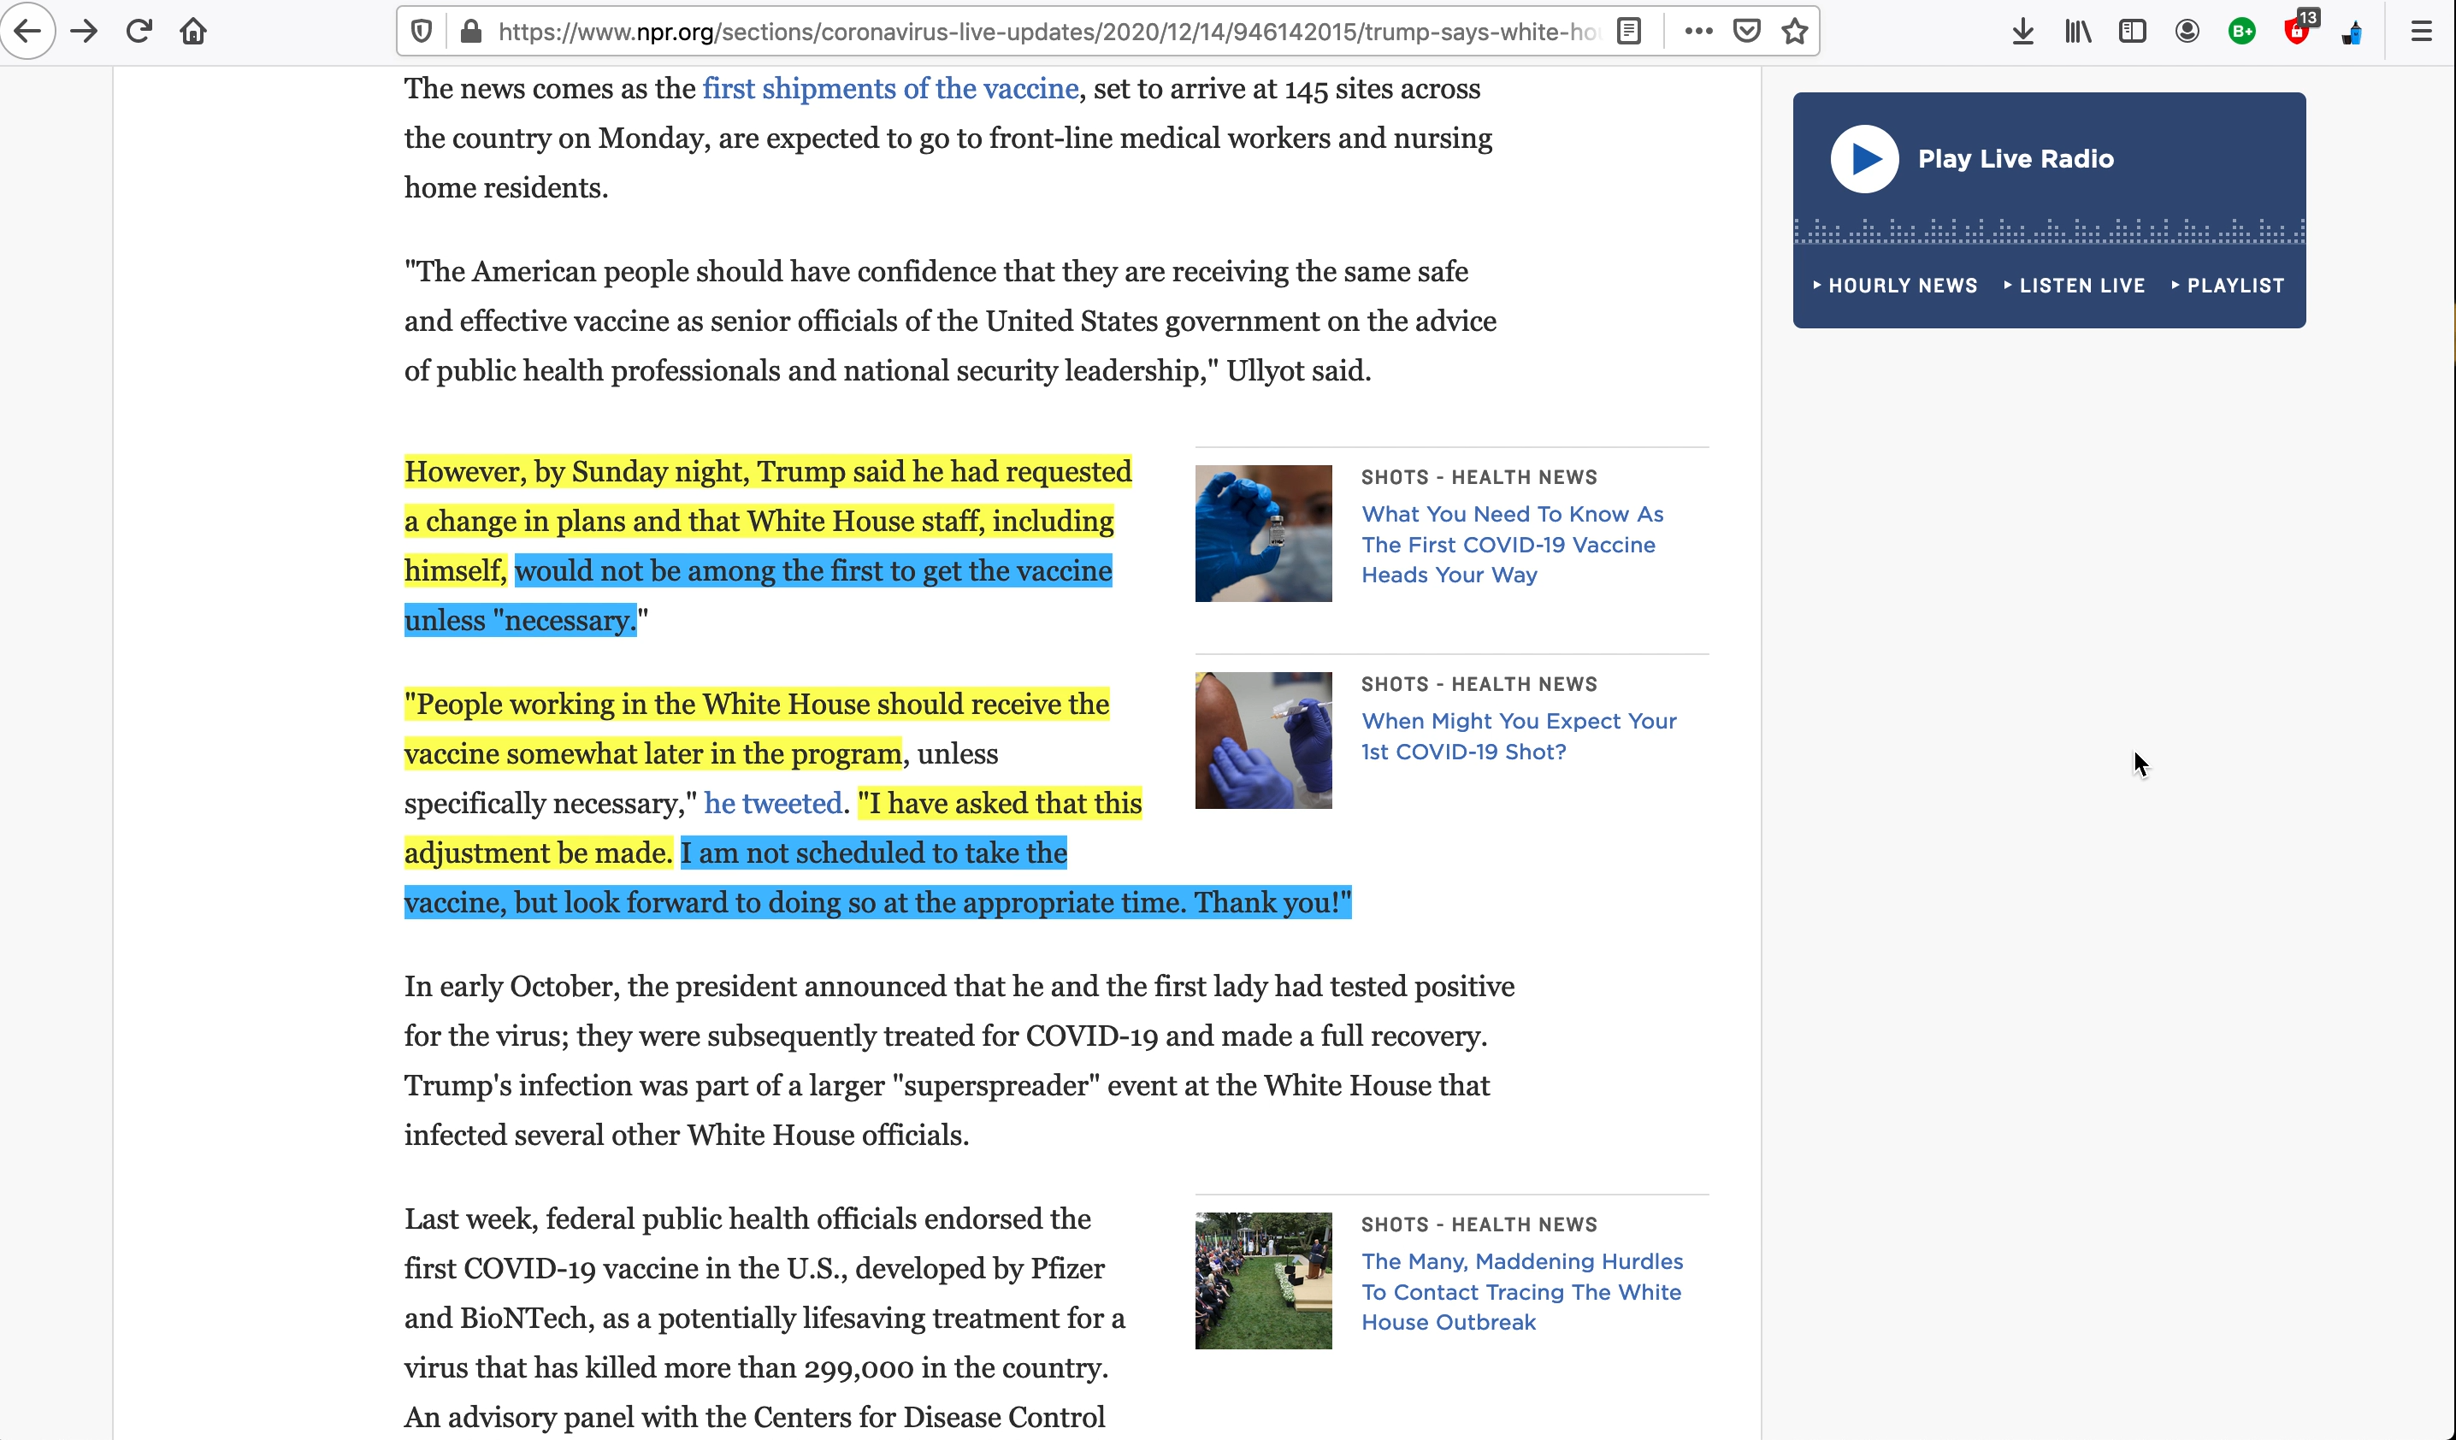 https://www.npr.org/sections/coronavirus-live-updates/2020/12/14/946142015/trump-says-white-ho
B+
13
The news comes as the first shipments of the vaccine, set to arrive at 145 sites across
the country on Monday, are expected to go to front-line medical workers and nursing
home residents.
"The American people should have confidence that they are receiving the same safe
and effective vaccine as senior officials of the United States government on the advice
of public health professionals and national security leadership," Ullyot said.
However, by Sunday night, Trump said he had requested
a change in plans and that White House staff, including
himself, would not be among the first to get the vaccine
unless "necessary."
"People working in the White House should receive the
vaccine somewhat later in the program, unless
specifically necessary," he tweeted. "I have asked that this
adjustment be made. I am not scheduled to take the
vaccine, but look forward to doing so at the appropriate time. Thank you!"
In early October, the president announced that he and the first lady had tested positive
for the virus; they were subsequently treated for COVID-19 and made a full recovery.
Trump's infection was part of a larger "superspreader" event at the White House that
infected several other White House officials.
Last week, federal public health officials endorsed the
first COVID-19 vaccine in the U.S., developed by Pfizer
and BioNTech, as a potentially lifesaving treatment for a
virus that has killed more than 299,000 in the country.
An advisory panel with the Centers for Disease Control
SHOTS - HEALTH NEWS
What You Need To Know As
The First COVID-19 Vaccine
Heads Your Way
SHOTS - HEALTH NEWS
When Might You Expect Your
1st COVID-19 Shot?
SHOTS - HEALTH NEWS
The Many, Maddening Hurdles
To Contact Tracing The White
House Outbreak
Play Live Radio
HOURLY NEWS
LISTEN LIVE
PLAYLIST